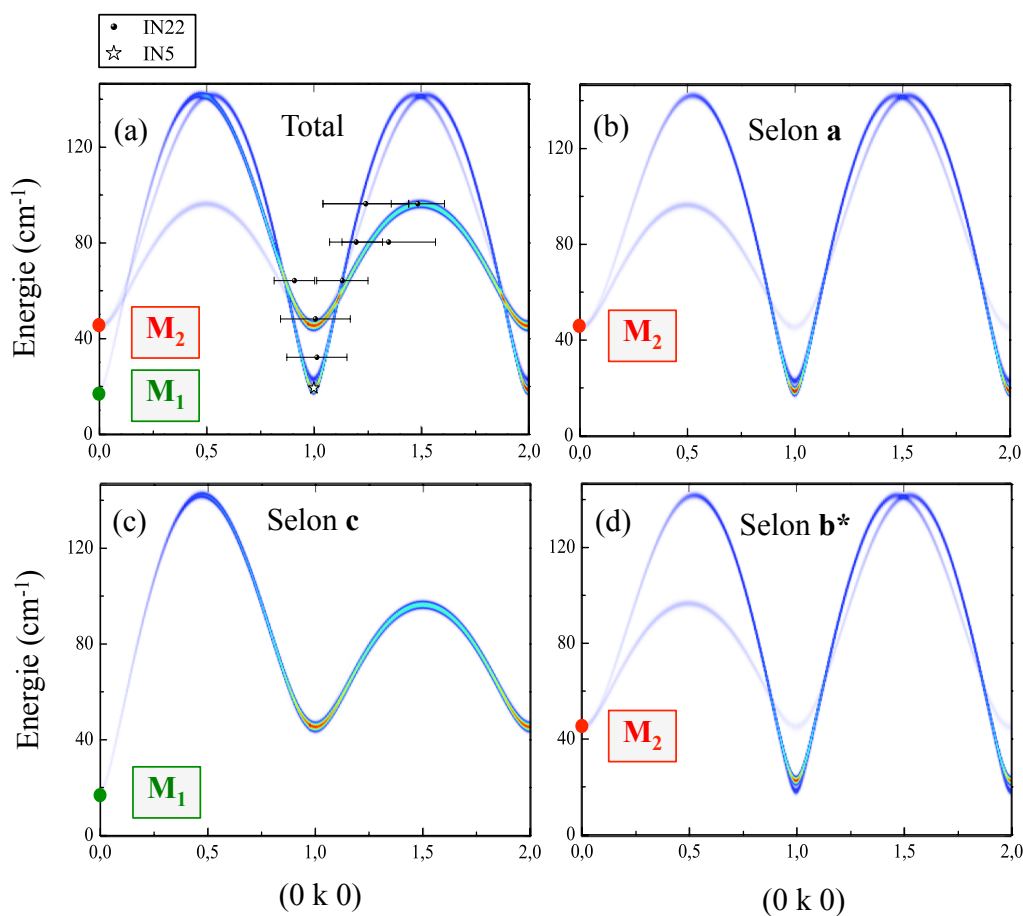 IN22
IN5
(a)
Total
Energie (cm-1)
120
80
40
0
M2
M1
0,0 0,5 1,0 1,5 2,0
(b)
Selon a
120
80
40
0
M2
0,0 0,5 1,0 1,5 2,0
(c)
Selon c
Energie (cm-1)
120
80
40
0
M1
0,0 0,5 1,0 1,5 2,0
(0 k 0)
(d)
Selon b*
120
80
40
0
M2
0,0 0,5 1,0 1,5 2,0
(0 k 0)